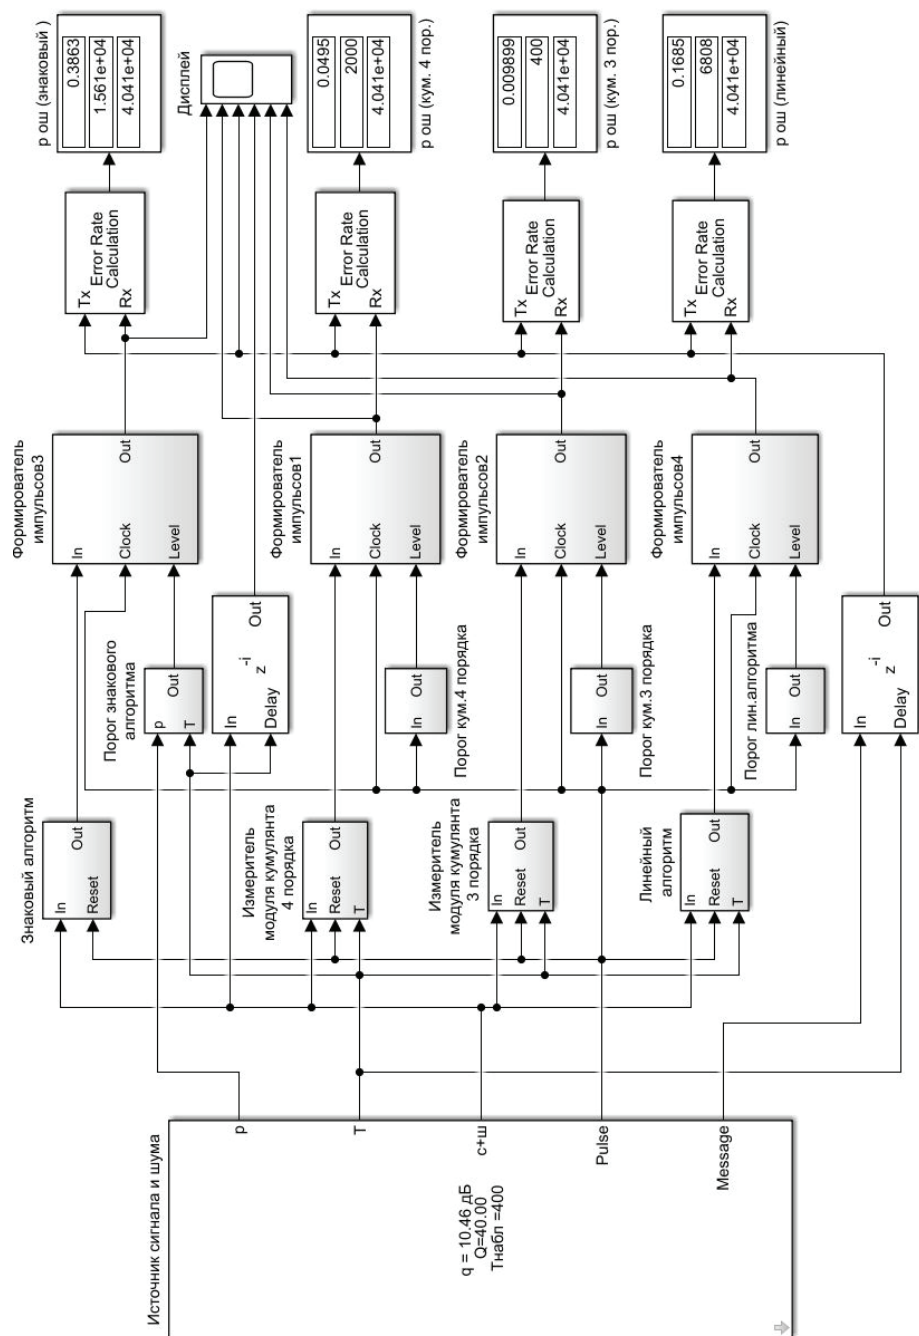 Источник сигнала и шума
q = 10.46 дБ
Q=40.00
Tнабл =400
p
T
с+ш
Pulse
Message
Знаковый алгоритм
In
Reset
Out
Измеритель
модуля кумулянта
4 порядка
In
Reset
T
Out
Измеритель
модуля кумулянта
3 порядка
In
Reset
T
Out
Линейный
алгоритм
In
Reset
T
Out
Порог знакового
алгоритма
p
T
Out
In
Delay
z
-i
Out
Порог кум.4 порядка
In
Out
Порог кум.3 порядка
In
Out
Порог лин.алгоритма
In
Out
In
Delay
z
-i
Out
Формирователь
импульсов3
In
Clock
Level
Out
Формирователь
импульсов1
In
Clock
Level
Out
Формирователь
импульсов2
In
Clock
Level
Out
Формирователь
импульсов4
In
Clock
Level
Out
Tx
Rx
Error Rate
Calculation
Tx
Rx
Error Rate
Calculation
Tx
Rx
Error Rate
Calculation
Tx
Rx
Error Rate
Calculation
р ош (знаковый )
0.3863
1.561e+04
4.041e+04
Дисплей
0.0495
2000
4.041e+04
р ош (кум. 4 пор.)
0.009899
400
4.041e+04
р ош (кум. 3 пор.)
0.1685
6808
4.041e+04
р ош (линейный)